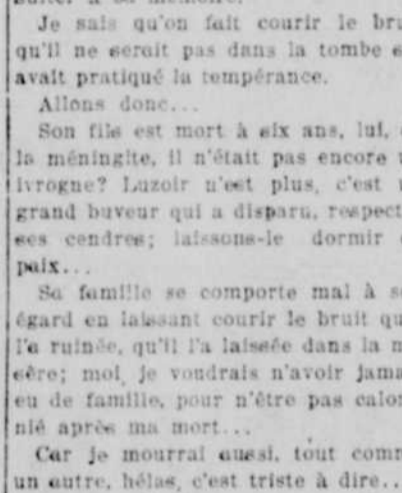 sulter à sa mémoire.
Je sais qu'on fait courir le bru
qu'il ne serait pas dans la tombe s
avait pratiqué la tempérance.
Allons donc...
Son fils est mort à six ans, lui,
la méningite, il n'était pas encore
ivrogne? Luzoir n'est plus, c'est
grand buveur qui a disparu, respect
ses cendres; laissons-le dormir
paix...
Sa famille se comporte mal à s
égard en laissant courir le bruit qu
l'a ruinée, qu'il l'a laissée dans la m
sère; moi, je voudrais n'avoir jama
eu de famille, pour n'être pas calom
nié après ma mort...
Car je mourrai aussi, tout comm
un autre, hélas, c'est triste à dire..